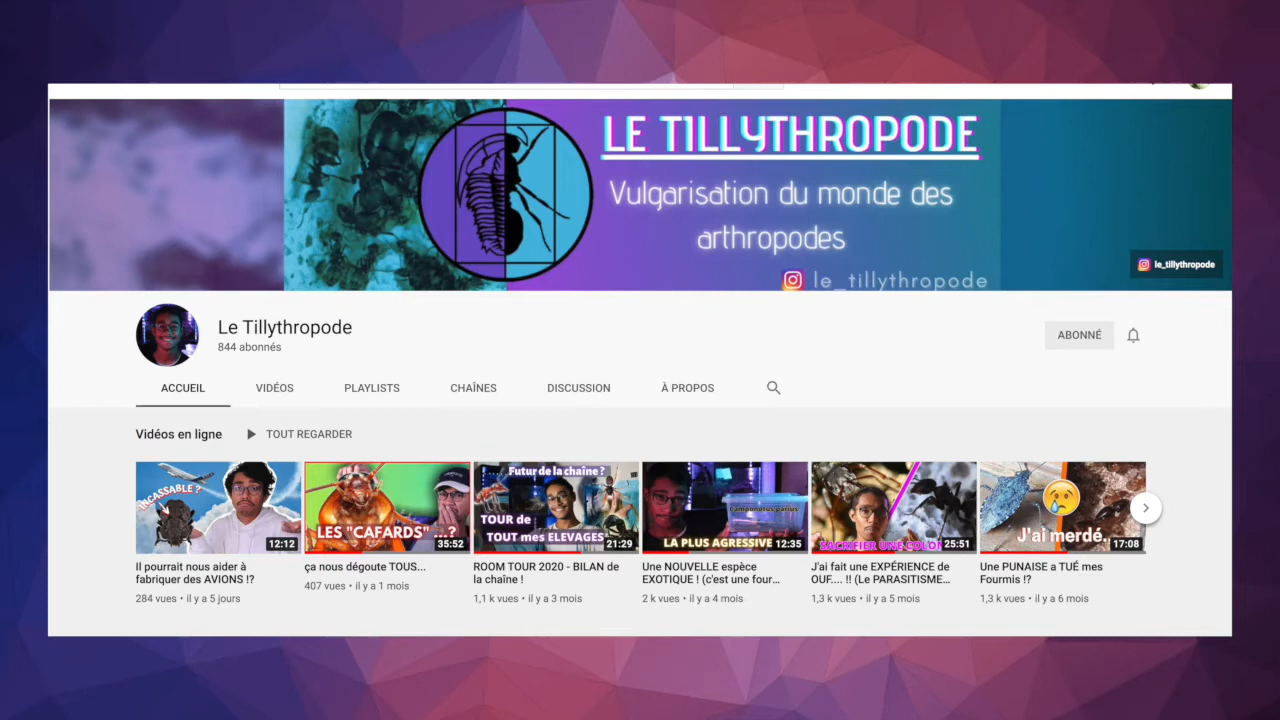 LE TILLYTHROPODE
Vulgarisation du monde des
arthropodes
le_tillythropode
le_tillythropode
Le Tillythropode
844 abonnés
ABONNÉ
ACCUEIL VIDÉOS PLAYLISTS CHAÎNES DISCUSSION À PROPOS
Vidéos en ligne TOUT REGARDER
INCASSABLE ?
12:12
Il pourrait nous aider à
fabriquer des AVIONS !?
284 vues • il y a 5 jours
LES "CAFARDS" ...?
35:52
ça nous dégoute TOUS...
407 vues • il y a 1 mois
Futur de la chaîne ?
TOUR de
TOUT mes ELEVAGES
21:29
ROOM TOUR 2020 - BILAN de
la chaîne !
1,1 k vues • il y a 3 mois
Camponotus parius
LA PLUS AGRESSIVE
12:35
Une NOUVELLE espèce
EXOTIQUE ! (c'est une four...
2 k vues • il y a 4 mois
SACRIFIER UNE COLO
25:51
J'ai fait une EXPÉRIENCE de
OUF.... !! (Le PARASITISME...
1,3 k vues • il y a 5 mois
J'ai merdé.
17:08
Une PUNAISE a TUÉ mes
Fourmis !?
1,3 k vues • il y a 6 mois